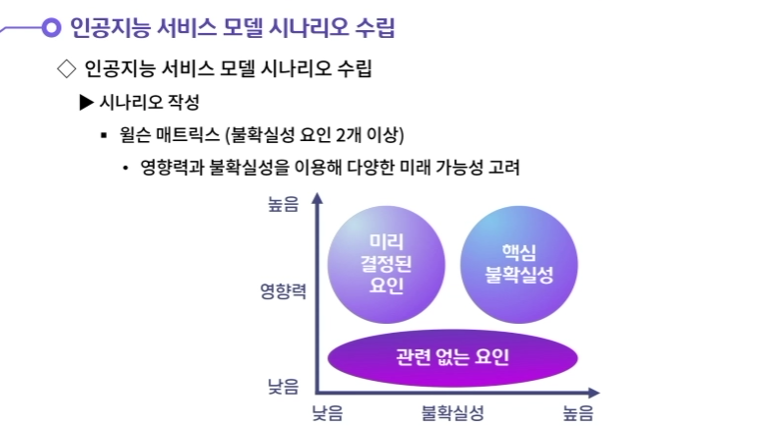 인공지능 서비스 모델 시나리오 수립
◇ 인공지능 서비스 모델 시나리오 수립
▶ 시나리오 작성
▪ 윌슨 매트릭스 (불확실성 요인 2개 이상)
• 영향력과 불확실성을 이용해 다양한 미래 가능성 고려
높음
미리
결정된
요인
핵심
불확실성
영향력
관련 없는 요인
낮음
낮음 불확실성 높음